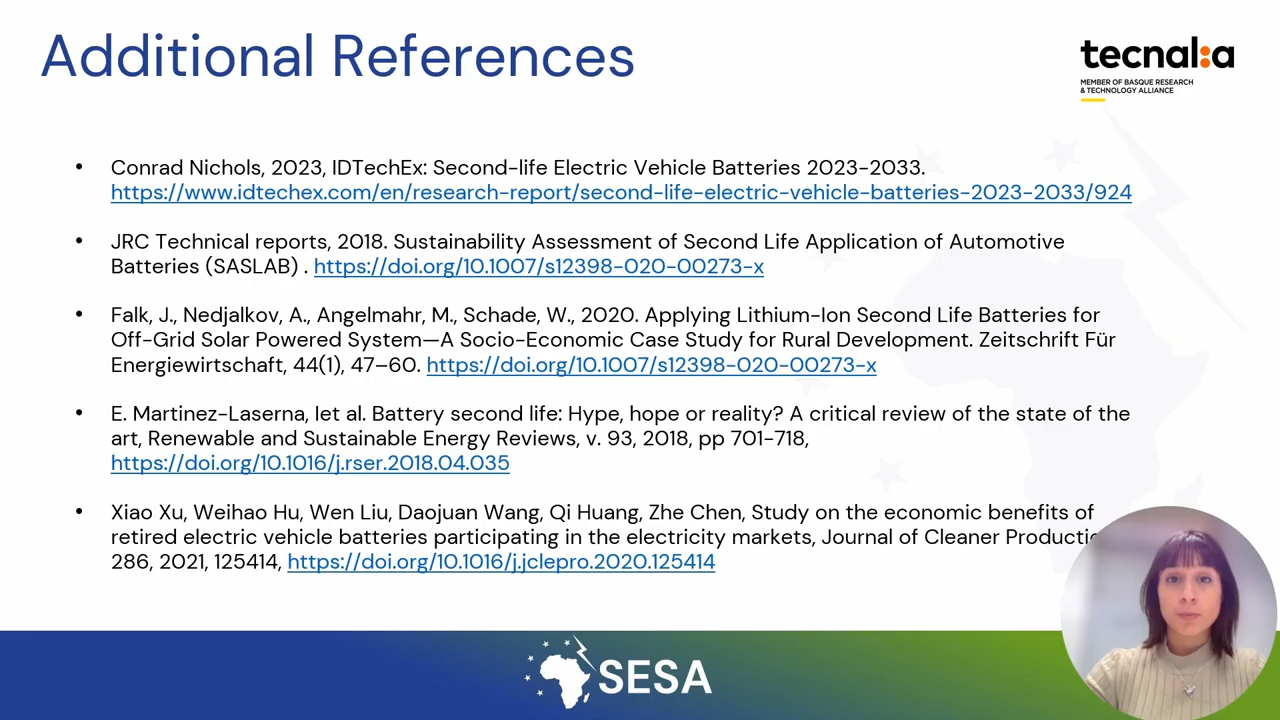 Additional References
tecnal:a
MEMBER OF BASQUE RESEARCH
& TECHNOLOGY ALLIANCE
• Conrad Nichols, 2023, IDTechEx: Second-life Electric Vehicle Batteries 2023-2033.
https://www.idtechex.com/en/research-report/second-life-electric-vehicle-batteries-2023-2033/924
• JRC Technical reports, 2018. Sustainability Assessment of Second Life Application of Automotive
Batteries (SASLAB) . https://doi.org/10.1007/s12398-020-00273-x
• Falk, J., Nedjalkov, A., Angelmahr, M., Schade, W., 2020. Applying Lithium-Ion Second Life Batteries for
Off-Grid Solar Powered System—A Socio-Economic Case Study for Rural Development. Zeitschrift Für
Energiewirtschaft, 44(1), 47–60. https://doi.org/10.1007/s12398-020-00273-x
• E. Martinez-Laserna, Iet al. Battery second life: Hype, hope or reality? A critical review of the state of the
art, Renewable and Sustainable Energy Reviews, v. 93, 2018, pp 701-718,
https://doi.org/10.1016/j.rser.2018.04.035
• Xiao Xu, Weihao Hu, Wen Liu, Daojuan Wang, Qi Huang, Zhe Chen, Study on the economic benefits of
retired electric vehicle batteries participating in the electricity markets, Journal of Cleaner
286, 2021, 125414, https://doi.org/10.1016/j.jclepro.2020.125414
SESA